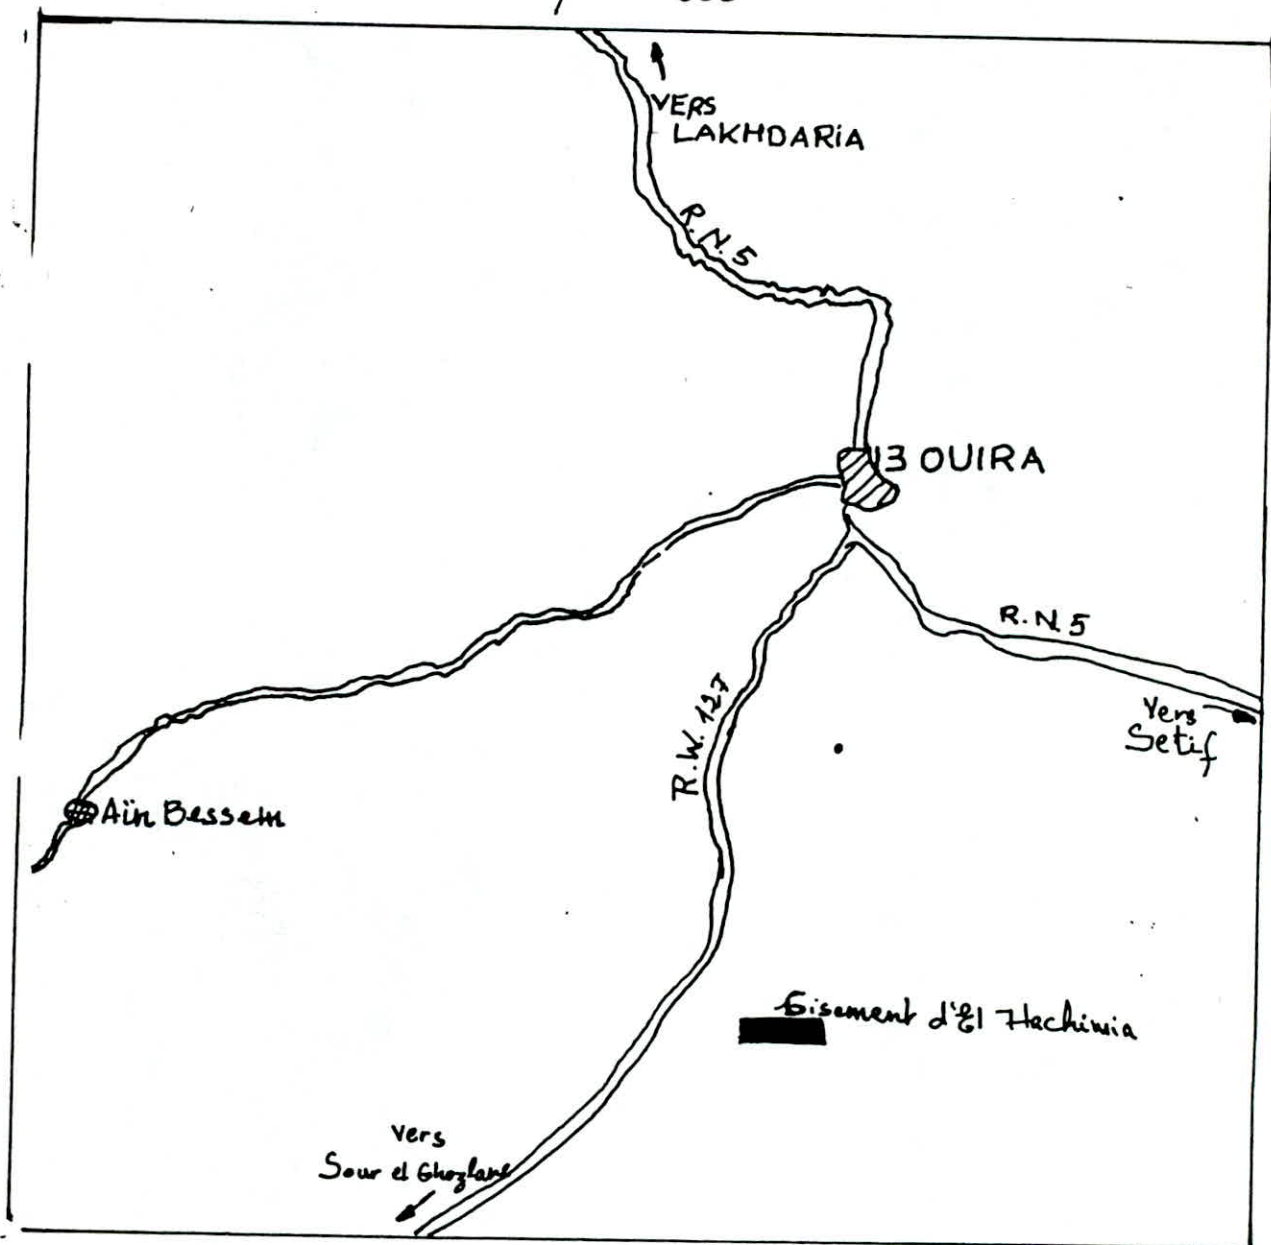 VERS
LAKHDARiA
R.N.5
BOUIRA
R.N.5
Vers
Setif
R.W.127
Aïn Bessem
Gisement d'El Hachimia
Vers
Sour el Ghozlane